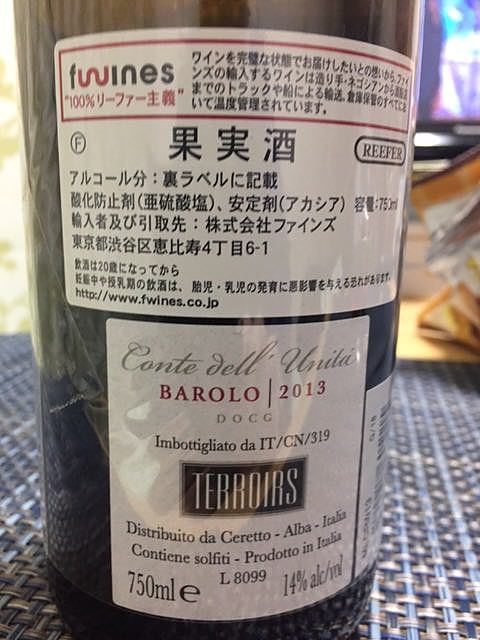 fwines
"100%リーファー主義"
ワインを完璧な状態でお届けしたいとの想いから、ファイ
ンズの輸入するワインは造り手・ネゴシアンから
までのトラックや船による輸送、倉庫保管のすべてにお
いて温度管理されています。
F
果実酒
REEFER
アルコール分：裏ラベルに記載
酸化防止剤(亜硫酸塩)、安定剤(アカシア) 容量：750ml
輸入者及び引取先：株式会社ファインズ
東京都渋谷区恵比寿4丁目6-1
飲酒は20歳になってから
妊娠中や授乳期の飲酒は、胎児・乳児の発育に悪影響を与える恐れがあります。
http://www.fwines.co.jp
Conte dell' Unità
BAROLO | 2013
DOCG
Imbottigliato da IT/CN/319
TERROIRS
Distribuito da Ceretto - Alba - Italia
Contiene solfiti - Prodotto in Italia
L 8099
750ml e
14% alc/vol